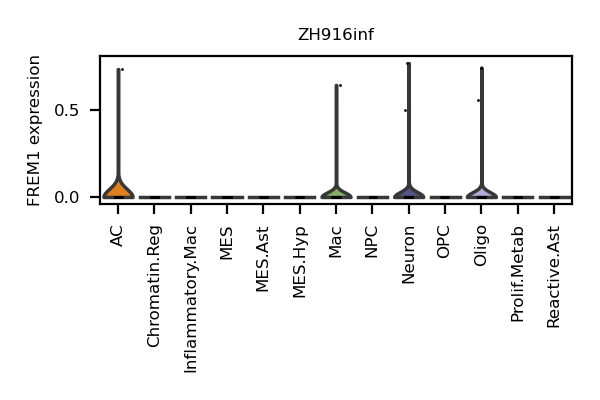 ZH916inf
FREM1 expression
0.5
0.0
AC
Chromatin.Reg
Inflammatory.Mac
MES
MES.Ast
MES.Hyp
Mac
NPC
Neuron
OPC
Oligo
Prolif.Metab
Reactive.Ast